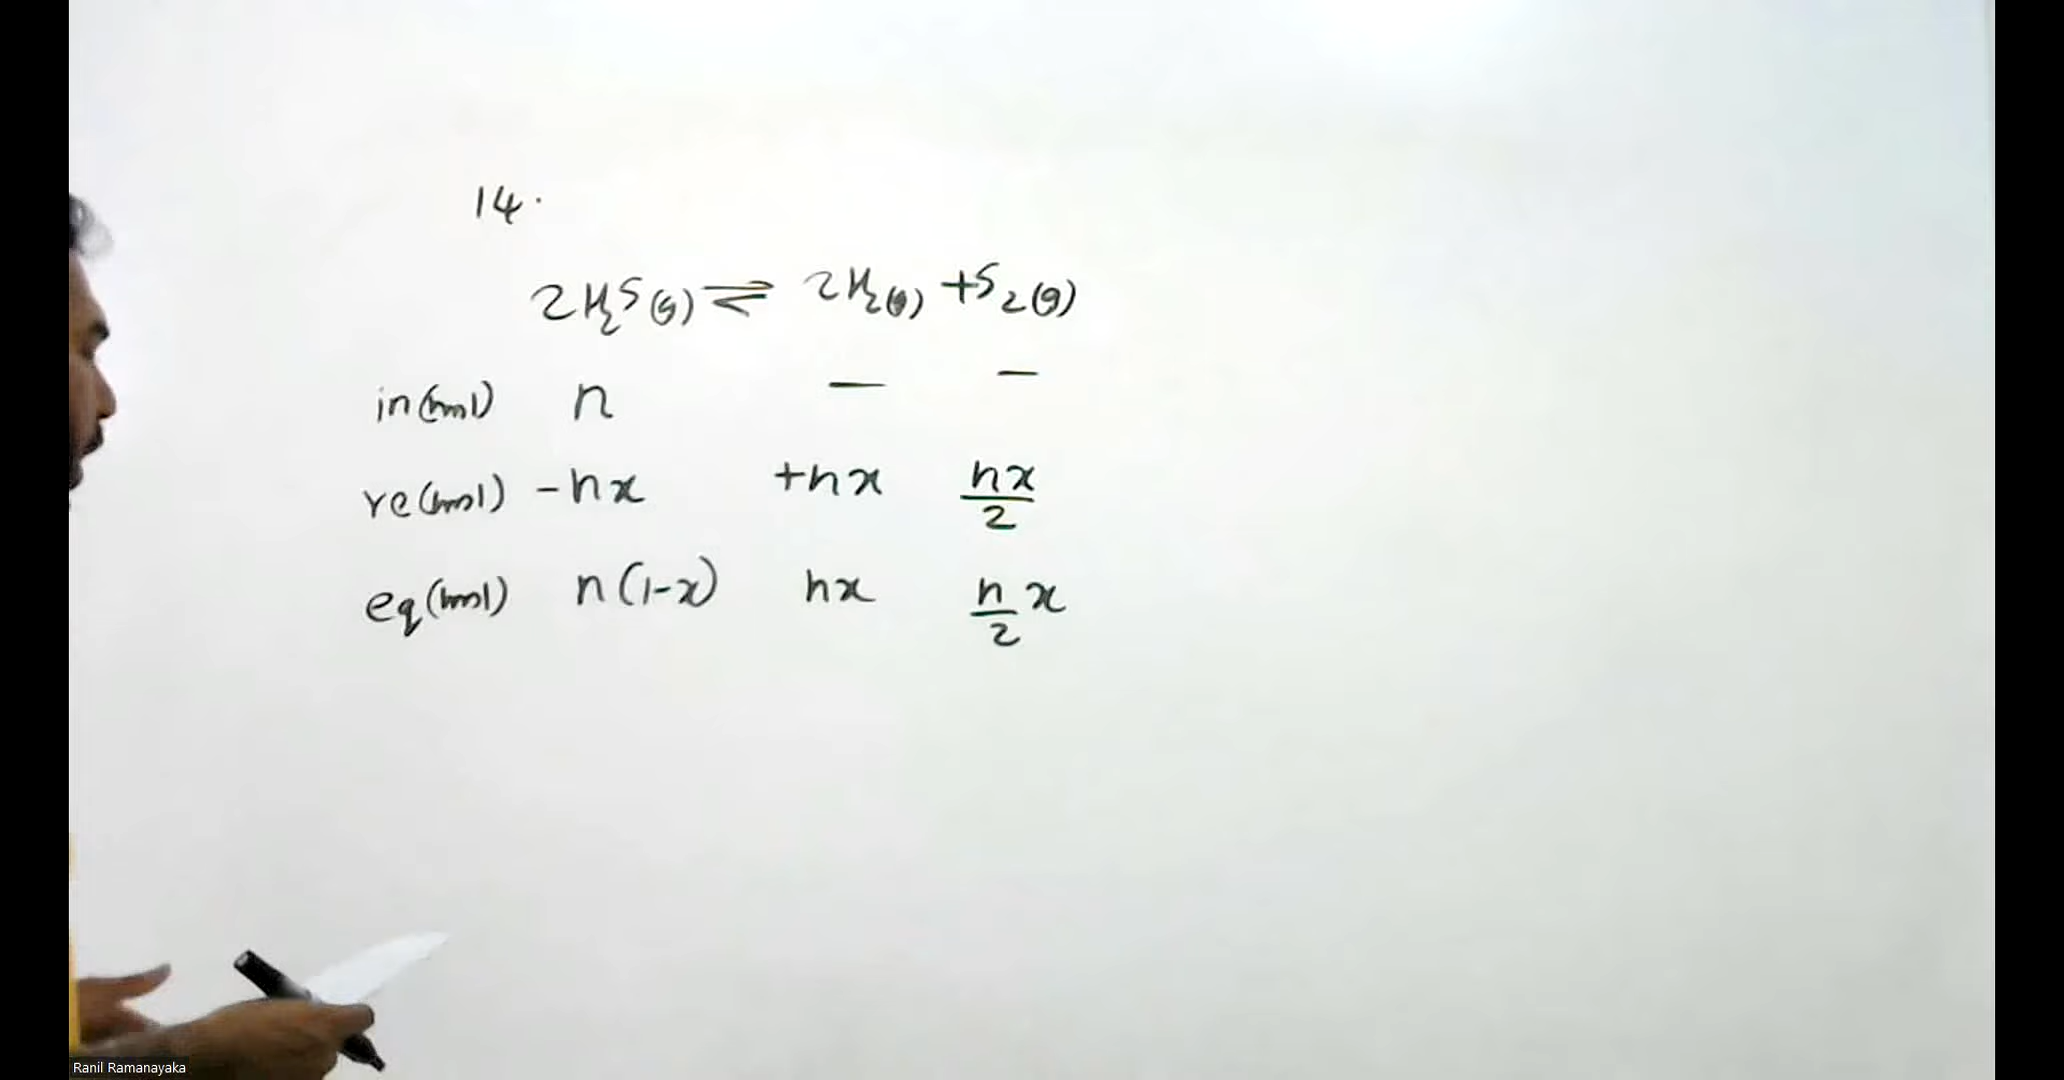 14.
2H₂S(g) ⇌ 2H₂(g) + S₂(g)
in(mol) n — —
re(mol) -nx +nx nx/2
eq(mol) n(1-x) nx n/2 x
Ranil Ramanayaka